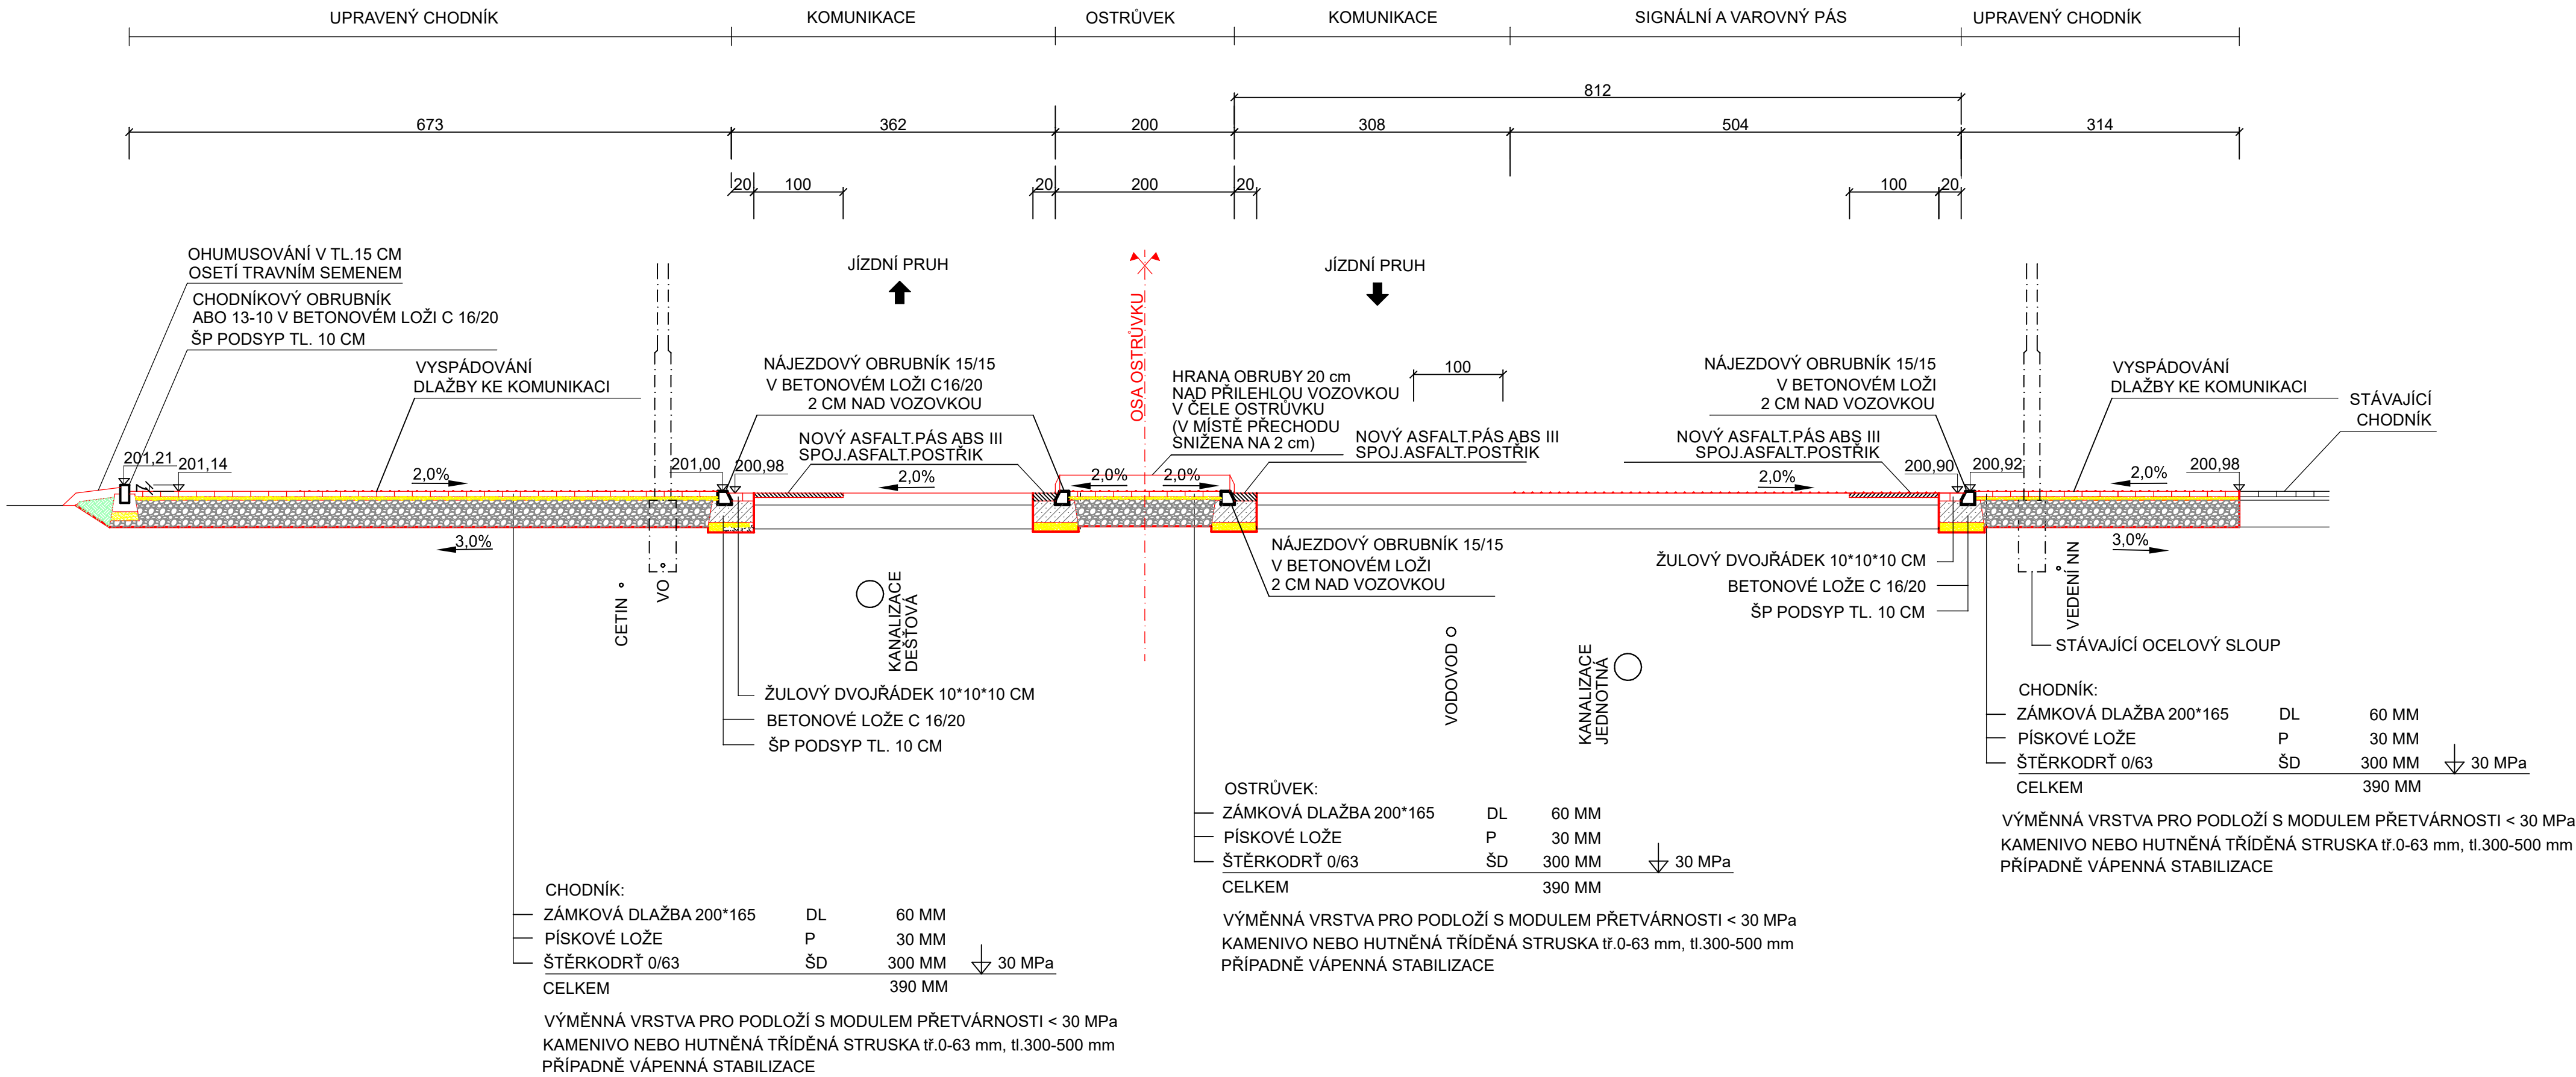 UPRAVENÝ CHODNÍK
KOMUNIKACE
OSTRŮVEK
KOMUNIKACE
SIGNÁLNÍ A VAROVNÝ PÁS
UPRAVENÝ CHODNÍK
812
673
362
200
308
504
314
20
100
20
200
20
100
20
OHUMUSOVÁNÍ V TL.15 CM
OSETÍ TRAVNÍM SEMENEM
CHODNÍKOVÝ OBRUBNÍK
ABO 13-10 V BETONOVÉM LOŽI C 16/20
ŠP PODSYP TL. 10 CM
VYSPÁDOVÁNÍ
DLAŽBY KE KOMUNIKACI
JÍZDNÍ PRUH
NÁJEZDOVÝ OBRUBNÍK 15/15
V BETONOVÉM LOŽI C16/20
2 CM NAD VOZOVKOU
NOVÝ ASFALT.PÁS ABS III
SPOJ.ASFALT.POSTŘIK
OSA OSTRŮVKU
JÍZDNÍ PRUH
HRANA OBRUBY 20 cm
NAD PŘILEHLOU VOZOVKOU
V ČELE OSTRŮVKU
(V MÍSTĚ PŘECHODU
SNÍŽENA NA 2 cm)
100
NOVÝ ASFALT.PÁS ABS III
SPOJ.ASFALT.POSTŘIK
NÁJEZDOVÝ OBRUBNÍK 15/15
V BETONOVÉM LOŽI
2 CM NAD VOZOVKOU
NOVÝ ASFALT.PÁS ABS III
SPOJ.ASFALT.POSTŘIK
VYSPÁDOVÁNÍ
DLAŽBY KE KOMUNIKACI
STÁVAJÍCÍ
CHODNÍK
201,21
201,14
7
2,0%
201,00
200,98
2,0%
2,0%
2,0%
2,0%
200,90
200,92
2,0%
200,98
3,0%
3,0%
CETIN
VO
KANALIZACE
DEŠŤOVÁ
NÁJEZDOVÝ OBRUBNÍK 15/15
V BETONOVÉM LOŽI
2 CM NAD VOZOVKOU
VODOVOD
KANALIZACE
JEDNOTNÁ
ŽULOVÝ DVOJŘÁDEK 10*10*10 CM
BETONOVÉ LOŽE C 16/20
ŠP PODSYP TL. 10 CM
VEDENÍ NN
STÁVAJÍCÍ OCELOVÝ SLOUP
ŽULOVÝ DVOJŘÁDEK 10*10*10 CM
BETONOVÉ LOŽE C 16/20
ŠP PODSYP TL. 10 CM
CHODNÍK:
ZÁMKOVÁ DLAŽBA 200*165 DL 60 MM
PÍSKOVÉ LOŽE P 30 MM
ŠTĚRKODRŤ 0/63 ŠD 300 MM 30 MPa
CELKEM 390 MM
VÝMĚNNÁ VRSTVA PRO PODLOŽÍ S MODULEM PŘETVÁRNOSTI < 30 MPa
KAMENIVO NEBO HUTNĚNÁ TŘÍDĚNÁ STRUSKA tř.0-63 mm, tl.300-500 mm
PŘÍPADNĚ VÁPENNÁ STABILIZACE
OSTRŮVEK:
ZÁMKOVÁ DLAŽBA 200*165 DL 60 MM
PÍSKOVÉ LOŽE P 30 MM
ŠTĚRKODRŤ 0/63 ŠD 300 MM 30 MPa
CELKEM 390 MM
VÝMĚNNÁ VRSTVA PRO PODLOŽÍ S MODULEM PŘETVÁRNOSTI < 30 MPa
KAMENIVO NEBO HUTNĚNÁ TŘÍDĚNÁ STRUSKA tř.0-63 mm, tl.300-500 mm
PŘÍPADNĚ VÁPENNÁ STABILIZACE
CHODNÍK:
ZÁMKOVÁ DLAŽBA 200*165 DL 60 MM
PÍSKOVÉ LOŽE P 30 MM
ŠTĚRKODRŤ 0/63 ŠD 300 MM 30 MPa
CELKEM 390 MM
VÝMĚNNÁ VRSTVA PRO PODLOŽÍ S MODULEM PŘETVÁRNOSTI < 30 MPa
KAMENIVO NEBO HUTNĚNÁ TŘÍDĚNÁ STRUSKA tř.0-63 mm, tl.300-500 mm
PŘÍPADNĚ VÁPENNÁ STABILIZACE